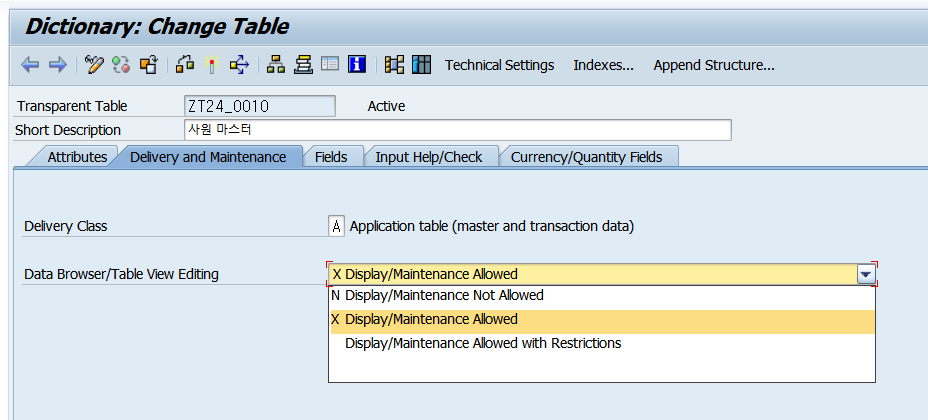 Dictionary: Change Table
Technical Settings Indexes... Append Structure...
Transparent Table ZT24_0010 Active
Short Description 사원 마스터
Attributes Delivery and Maintenance Fields Input Help/Check Currency/Quantity Fields
Delivery Class A Application table (master and transaction data)
Data Browser/Table View Editing X Display/Maintenance Allowed
N Display/Maintenance Not Allowed
X Display/Maintenance Allowed
Display/Maintenance Allowed with Restrictions